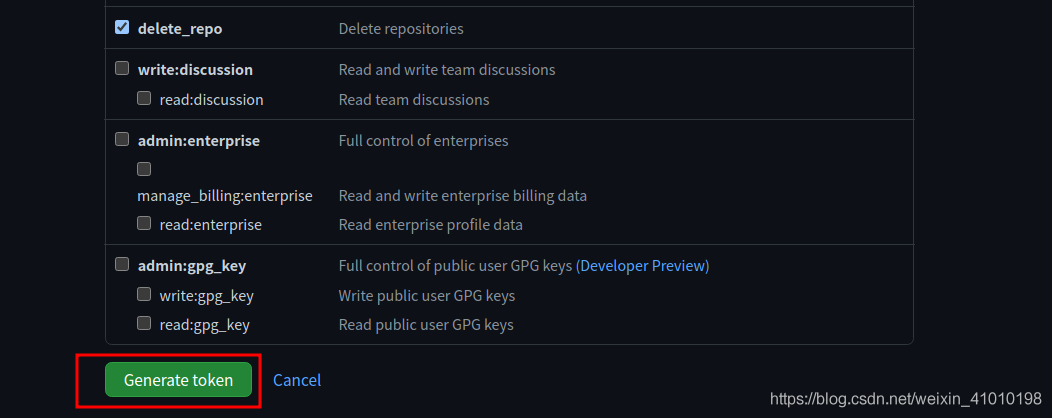 delete_repo Delete repositories
write:discussion Read and write team discussions
read:discussion Read team discussions
admin:enterprise Full control of enterprises
manage_billing:enterprise Read and write enterprise billing data
read:enterprise Read enterprise profile data
admin:gpg_key Full control of public user GPG keys (Developer Preview)
write:gpg_key Write public user GPG keys
read:gpg_key Read public user GPG keys
Generate token Cancel
https://blog.csdn.net/weixin_41010198